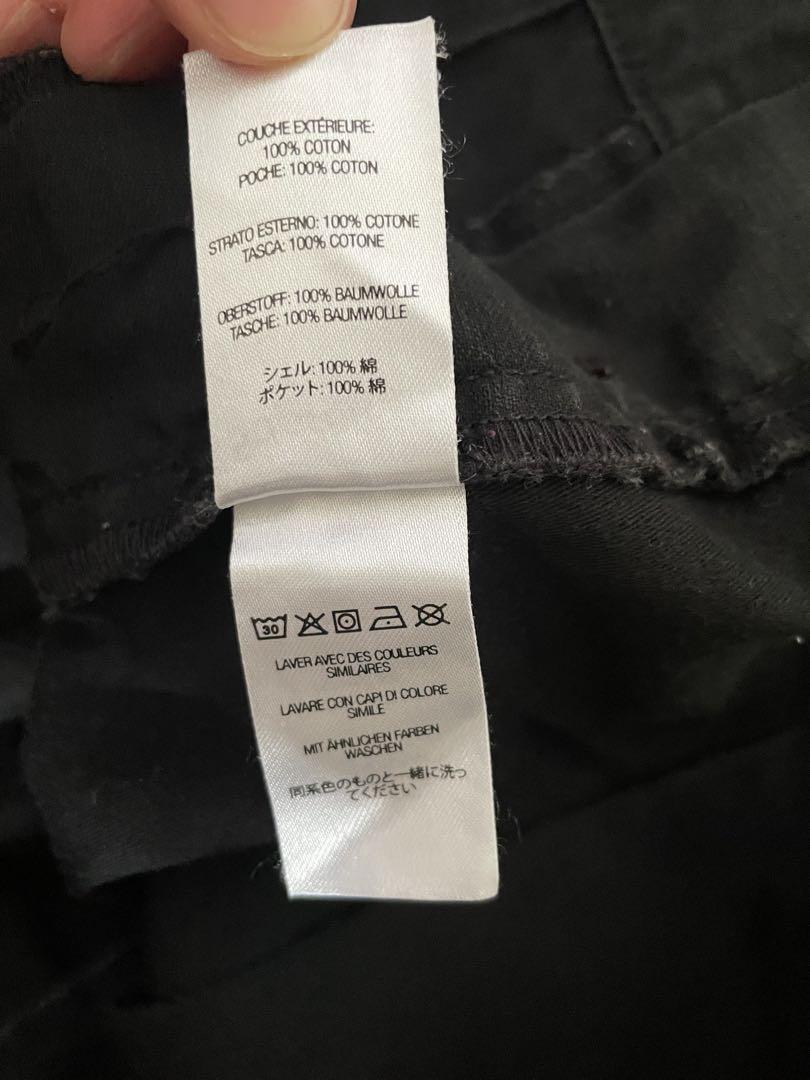 COUCHE EXTÉRIEURE:
100% COTON
POCHE: 100% COTON
STRATO ESTERNO: 100% COTONE
TASCA: 100% COTONE
OBERSTOFF: 100% BAUMWOLLE
TASCHE: 100% BAUMWOLLE
シェル: 100% 綿
ポケット: 100% 綿
30
LAVER AVEC DES COULEURS
SIMILAIRES
LAVARE CON CAPI DI COLORE
SIMILE
MIT ÄHNLICHEN FARBEN
WASCHEN
同系色のものと一緒に洗っ
てください